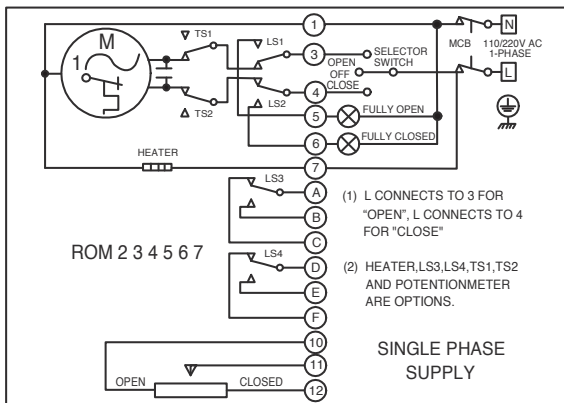 M
1~
TS1
TS2
LS1
LS2
1
3
4
5
6
7
SELECTOR
SWITCH
OPEN
OFF
CLOSE
FULLY OPEN
FULLY CLOSED
MCB
110/220V AC
1-PHASE
N
L
HEATER
LS3
A
B
C
LS4
D
E
F
10
11
12
OPEN
CLOSED
ROM 2 3 4 5 6 7
(1) L CONNECTS TO 3 FOR
“OPEN”, L CONNECTS TO 4
FOR "CLOSE"
(2) HEATER,LS3,LS4,TS1,TS2
AND POTENTIONMETER
ARE OPTIONS.
SINGLE PHASE
SUPPLY